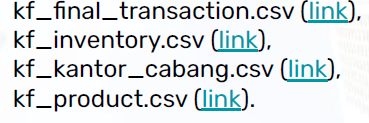 kf_final_transaction.csv (link),
kf_inventory.csv (link),
kf_kantor_cabang.csv (link),
kf_product.csv (link).